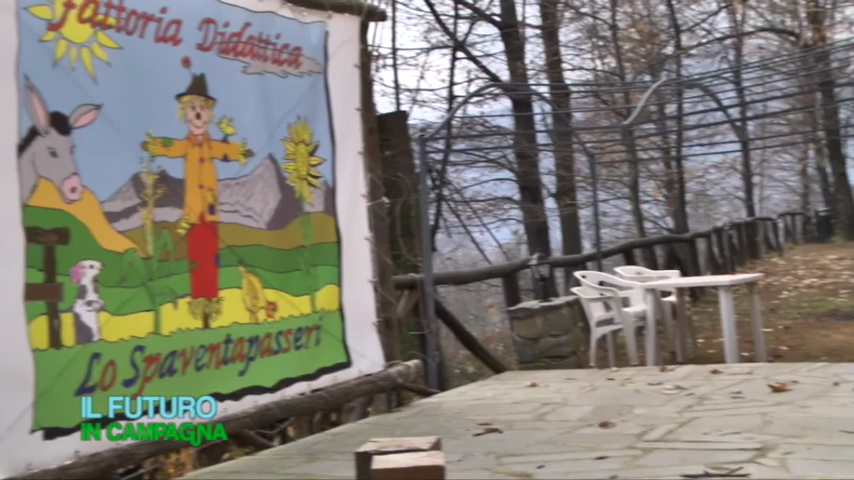 Fattoria Didattica
Lo Spaventapasseri
IL FUTURO
IN CAMPAGNA